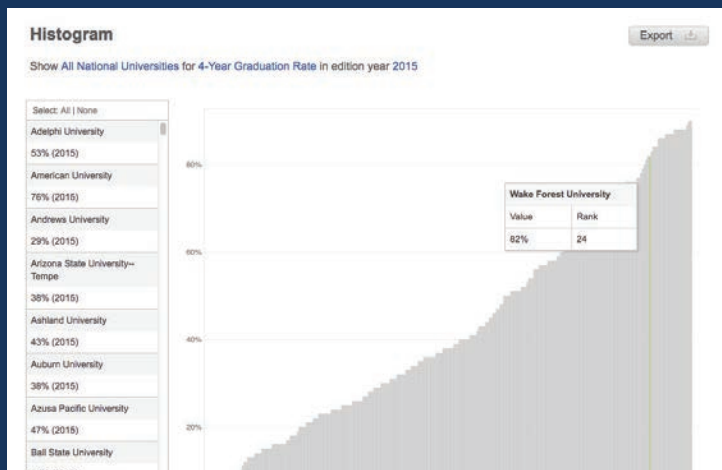 Histogram
Export
Show All National Universities for 4-Year Graduation Rate in edition year 2015
Select: All | None
Adelphi University
53% (2015)
American University
76% (2015)
Andrews University
29% (2015)
Arizona State University--
Tempe
38% (2015)
Ashland University
43% (2015)
Auburn University
38% (2015)
Azusa Pacific University
47% (2015)
Ball State University
80%
60%
40%
20%
Wake Forest University
Value Rank
82% 24